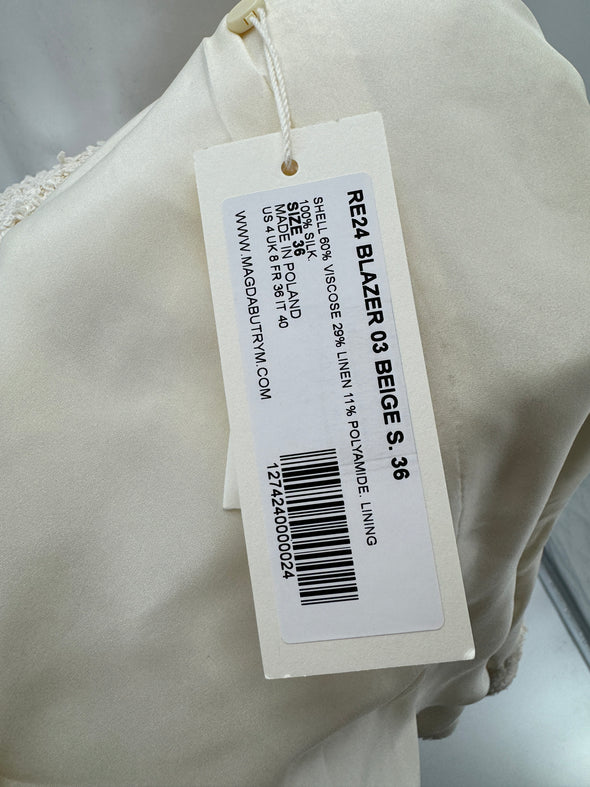 RE24 BLAZER 03 BEIGE S. 36
SHELL 60% VISCOSE 29% LINEN 11% POLYAMIDE. LINING
100% SILK.
SIZE 36
MADE IN POLAND
US 4 UK 8 FR 36 IT 40
WWW.MAGDABUTRYM.COM
1274240000024